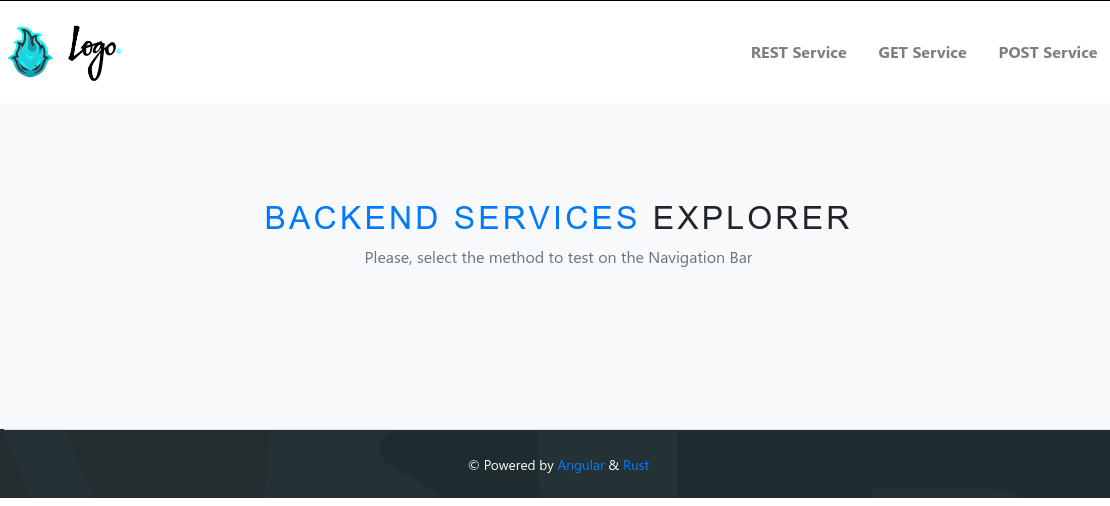 Logo.
REST Service GET Service POST Service
BACKEND SERVICES EXPLORER
Please, select the method to test on the Navigation Bar
© Powered by Angular & Rust